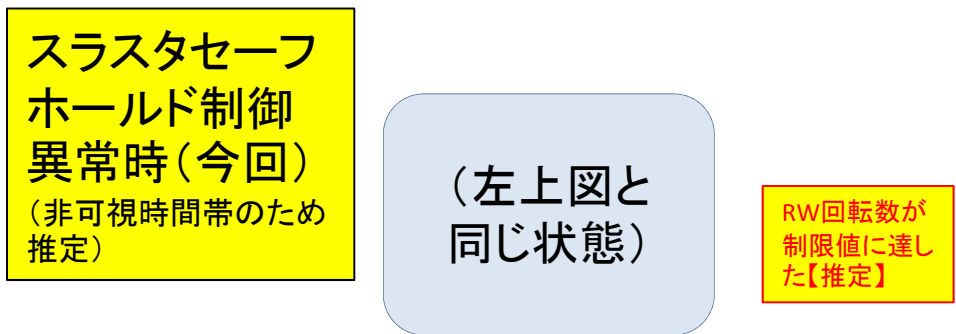 スラスタセーフ
ホールド制御
異常時（今回）
（非可視時間帯のため
推定）
（左上図と
同じ状態）
RW回転数が
制限値に達し
た【推定】